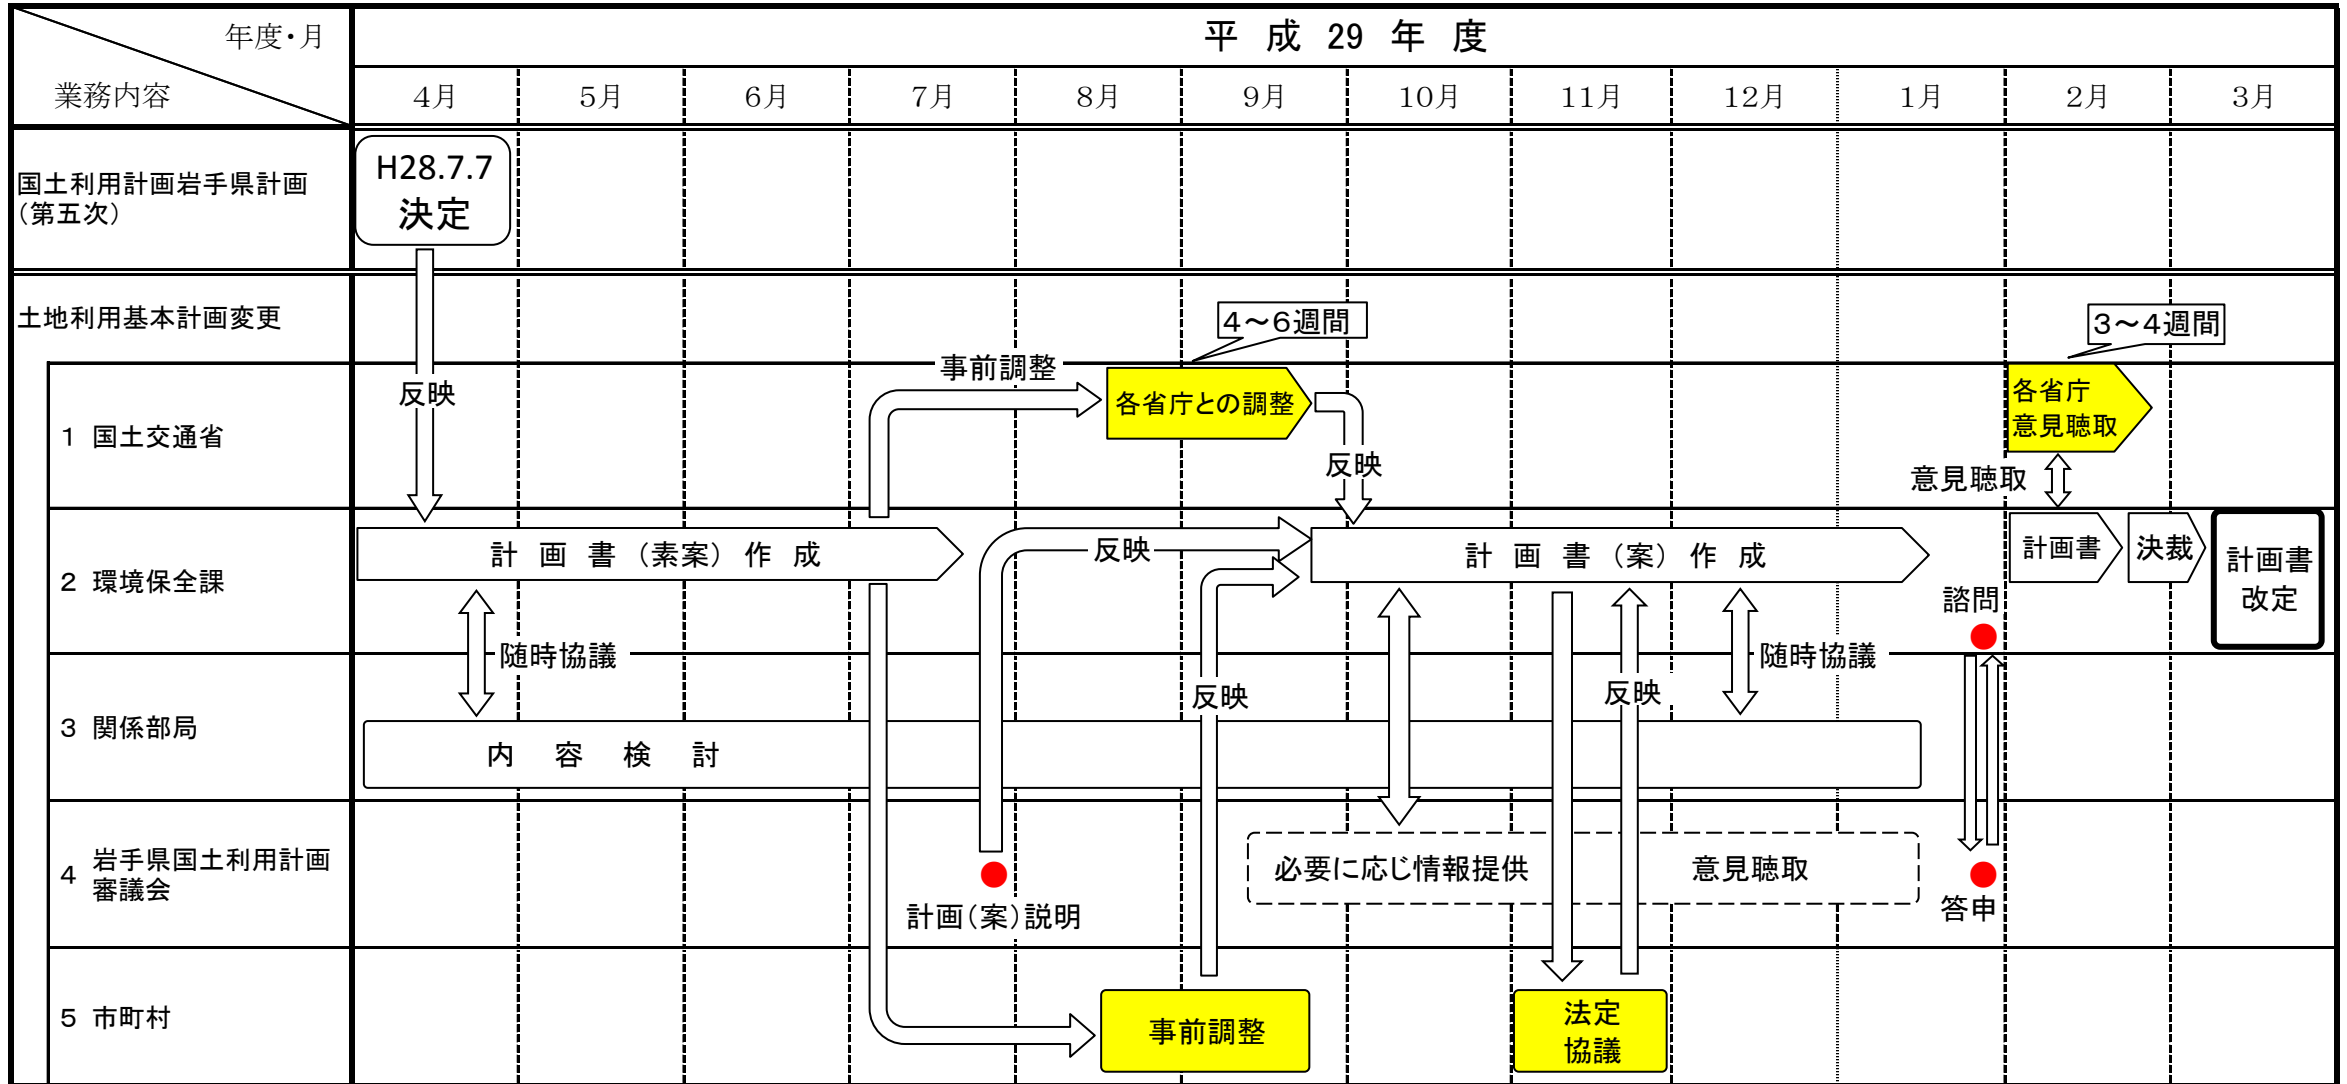 年度・月
業務内容
平 成 29 年 度
4月 5月 6月 7月 8月 9月 10月 11月 12月 1月 2月 3月
国土利用計画岩手県計画
（第五次）
H28.7.7
決定
土地利用基本計画変更
4～6週間
3～4週間
1 国土交通省
反映
事前調整
各省庁との調整
反映
各省庁
意見聴取
意見聴取
2 環境保全課
計 画 書 （素案） 作 成
反映
計 画 書 （案） 作 成
計画書
決裁
計画書
改定
諮問
随時協議
随時協議
3 関係部局
内 容 検 討
反映
反映
4 岩手県国土利用計画
審議会
計画（案）説明
必要に応じ情報提供
意見聴取
答申
5 市町村
事前調整
法定
協議